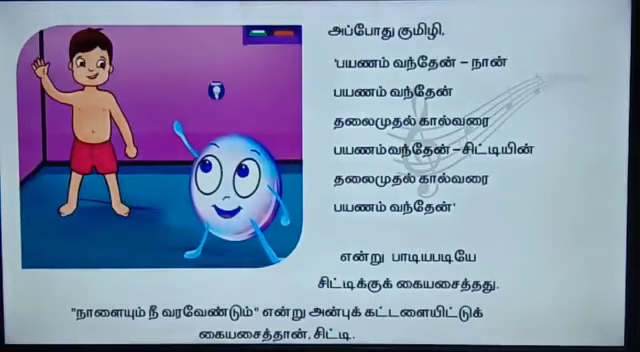 அப்போது குமிழி,
'பயணம் வந்தேன் – நான்
பயணம் வந்தேன்
தலைமுதல் கால்வரை
பயணம்வந்தேன் – சிட்டியின்
தலைமுதல் கால்வரை
பயணம் வந்தேன்'
என்று பாடியபடியே
சிட்டிக்குக் கையசைத்தது.
"நாளையும் நீ வரவேண்டும்" என்று அன்புக் கட்டளையிட்டுக்
கையசைத்தான், சிட்டி.